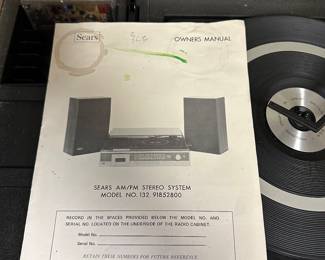 Sears
OWNERS MANUAL
SEARS AM/FM STEREO SYSTEM
MODEL NO. 132.91852800
RECORD IN THE SPACES PROVIDED BELOW THE MODEL NO. AND
SERIAL NO. LOCATED ON THE UNDERSIDE OF THE RADIO CABINET.
Model No.
Serial No.
RETAIN THESE NUMBERS FOR FUTURE REFERENCE